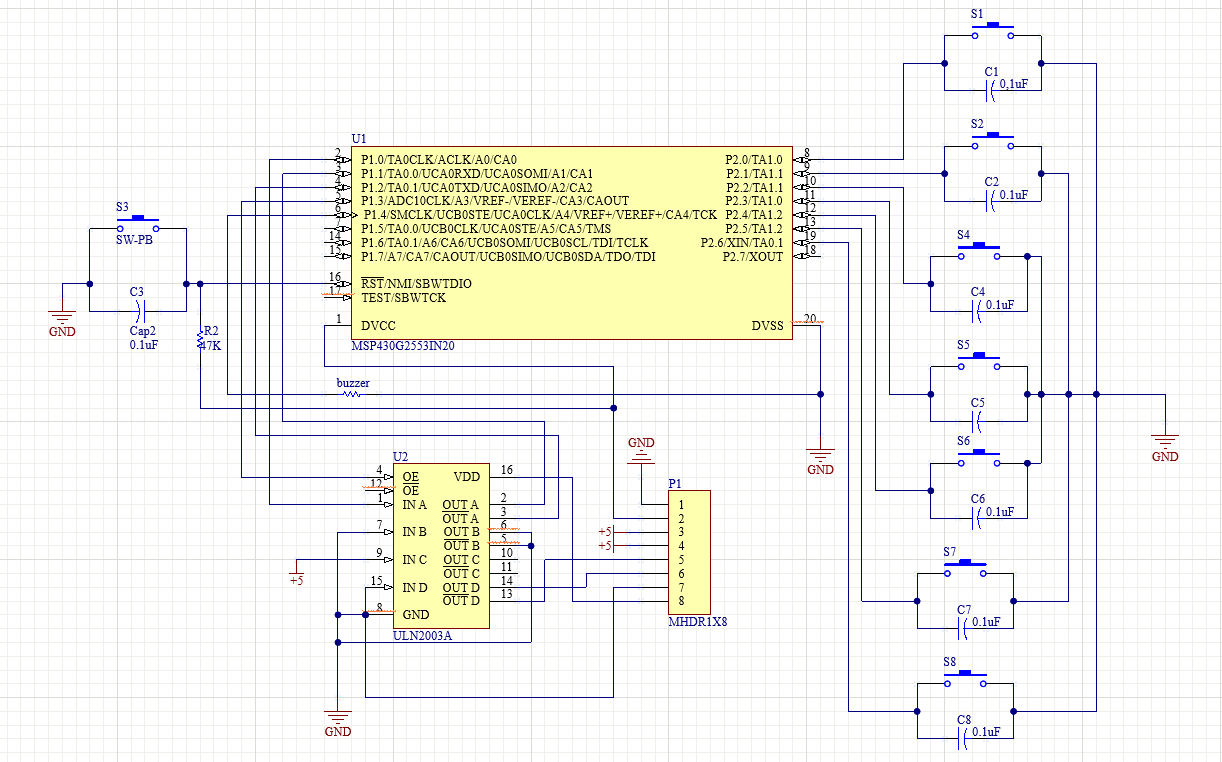 S1
C1
0,1uF
S2
C2
0.1uF
U1
2
P1.0/TA0CLK/ACLK/A0/CA0
P2.0/TA1.0
8
3
P1.1/TA0.0/UCA0RXD/UCA0SOMI/A1/CA1
P2.1/TA1.1
9
4
P1.2/TA0.1/UCA0TXD/UCA0SIMO/A2/CA2
P2.2/TA1.1
10
5
P1.3/ADC10CLK/A3/VREF-/VEREF-/CA3/CAOUT
P2.3/TA1.0
11
6
P1.4/SMCLK/UCB0STE/UCA0CLK/A4/VREF+/VEREF+/CA4/TCK
P2.4/TA1.2
12
P1.5/TA0.0/UCB0CLK/UCA0STE/A5/CA5/TMS
P2.5/TA1.2
13
14
P1.6/TA0.1/A6/CA6/UCB0SOMI/UCB0SCL/TDI/TCLK
P2.6/XIN/TA0.1
19
15
P1.7/A7/CA7/CAOUT/UCB0SIMO/UCB0SDA/TDO/TDI
P2.7/XOUT
18
16
RST/NMI/SBWTDIO
17
TEST/SBWTCK
1
DVCC
DVSS
20
MSP430G2553IN20
S3
SW-PB
C3
Cap2
0.1uF
GND
R2
47K
buzzer
S4
C4
0.1uF
S5
C5
GND
S6
C6
0.1uF
GND
GND
U2
4
OE
VDD
16
12
OE
1
IN A
OUT A
2
OUT A
3
7
IN B
OUT B
6
OUT B
5
9
IN C
OUT C
10
OUT C
11
15
IN D
OUT D
14
OUT D
13
8
GND
ULN2003A
+5
GND
P1
1
2
+5
3
+5
4
5
6
7
8
MHDR1X8
S7
C7
0.1uF
S8
C8
0.1uF